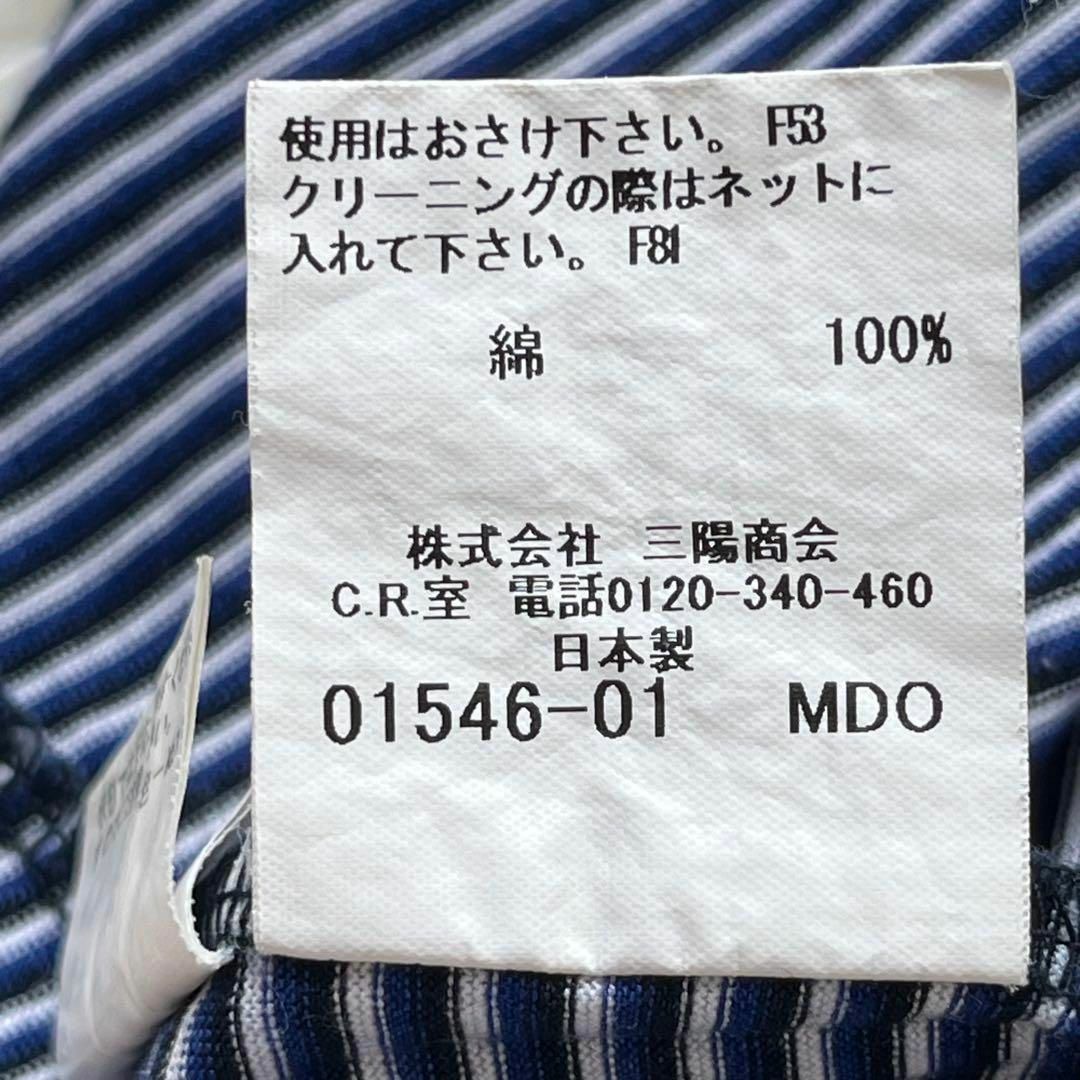 使用はおさけ下さい。 F53
クリーニングの際はネットに
入れて下さい。 F81
綿 100%
株式会社 三陽商会
C.R.室 電話0120-340-460
日本製
01546-01 MDO